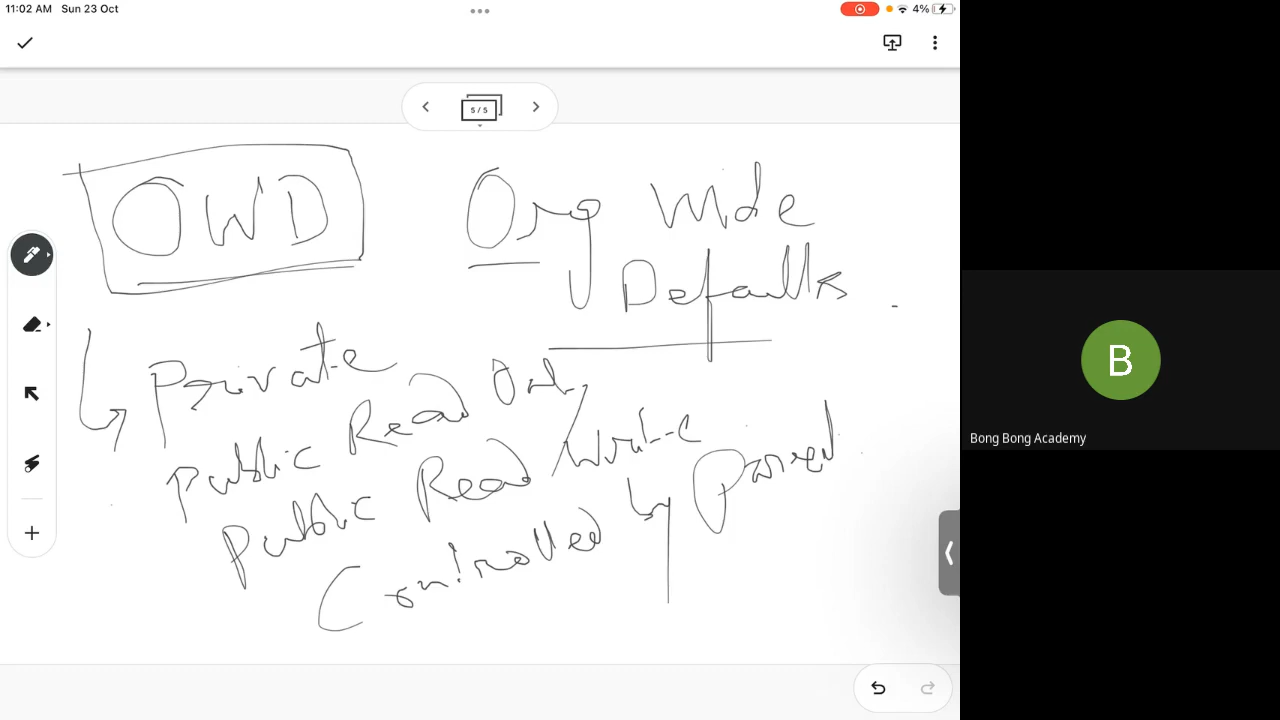 11:02 AM Sun 23 Oct
4%
5 / 5
OWD
Org Wide
Defaults
Private
Public Read Only
Public Read/Write
Controlled by Parent
B
Bong Bong Academy